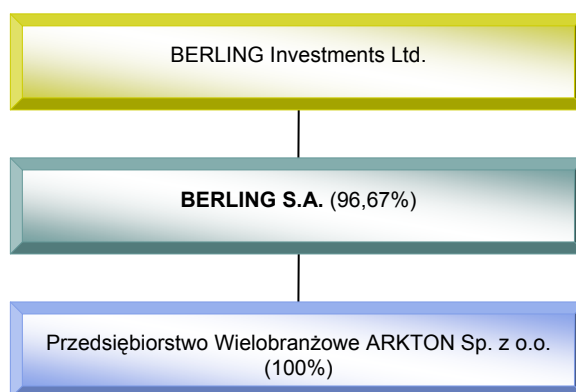 BERLING Investments Ltd.
BERLING S.A. (96,67%)
Przedsiębiorstwo Wielobranżowe ARKTON Sp. z o.o.
(100%)